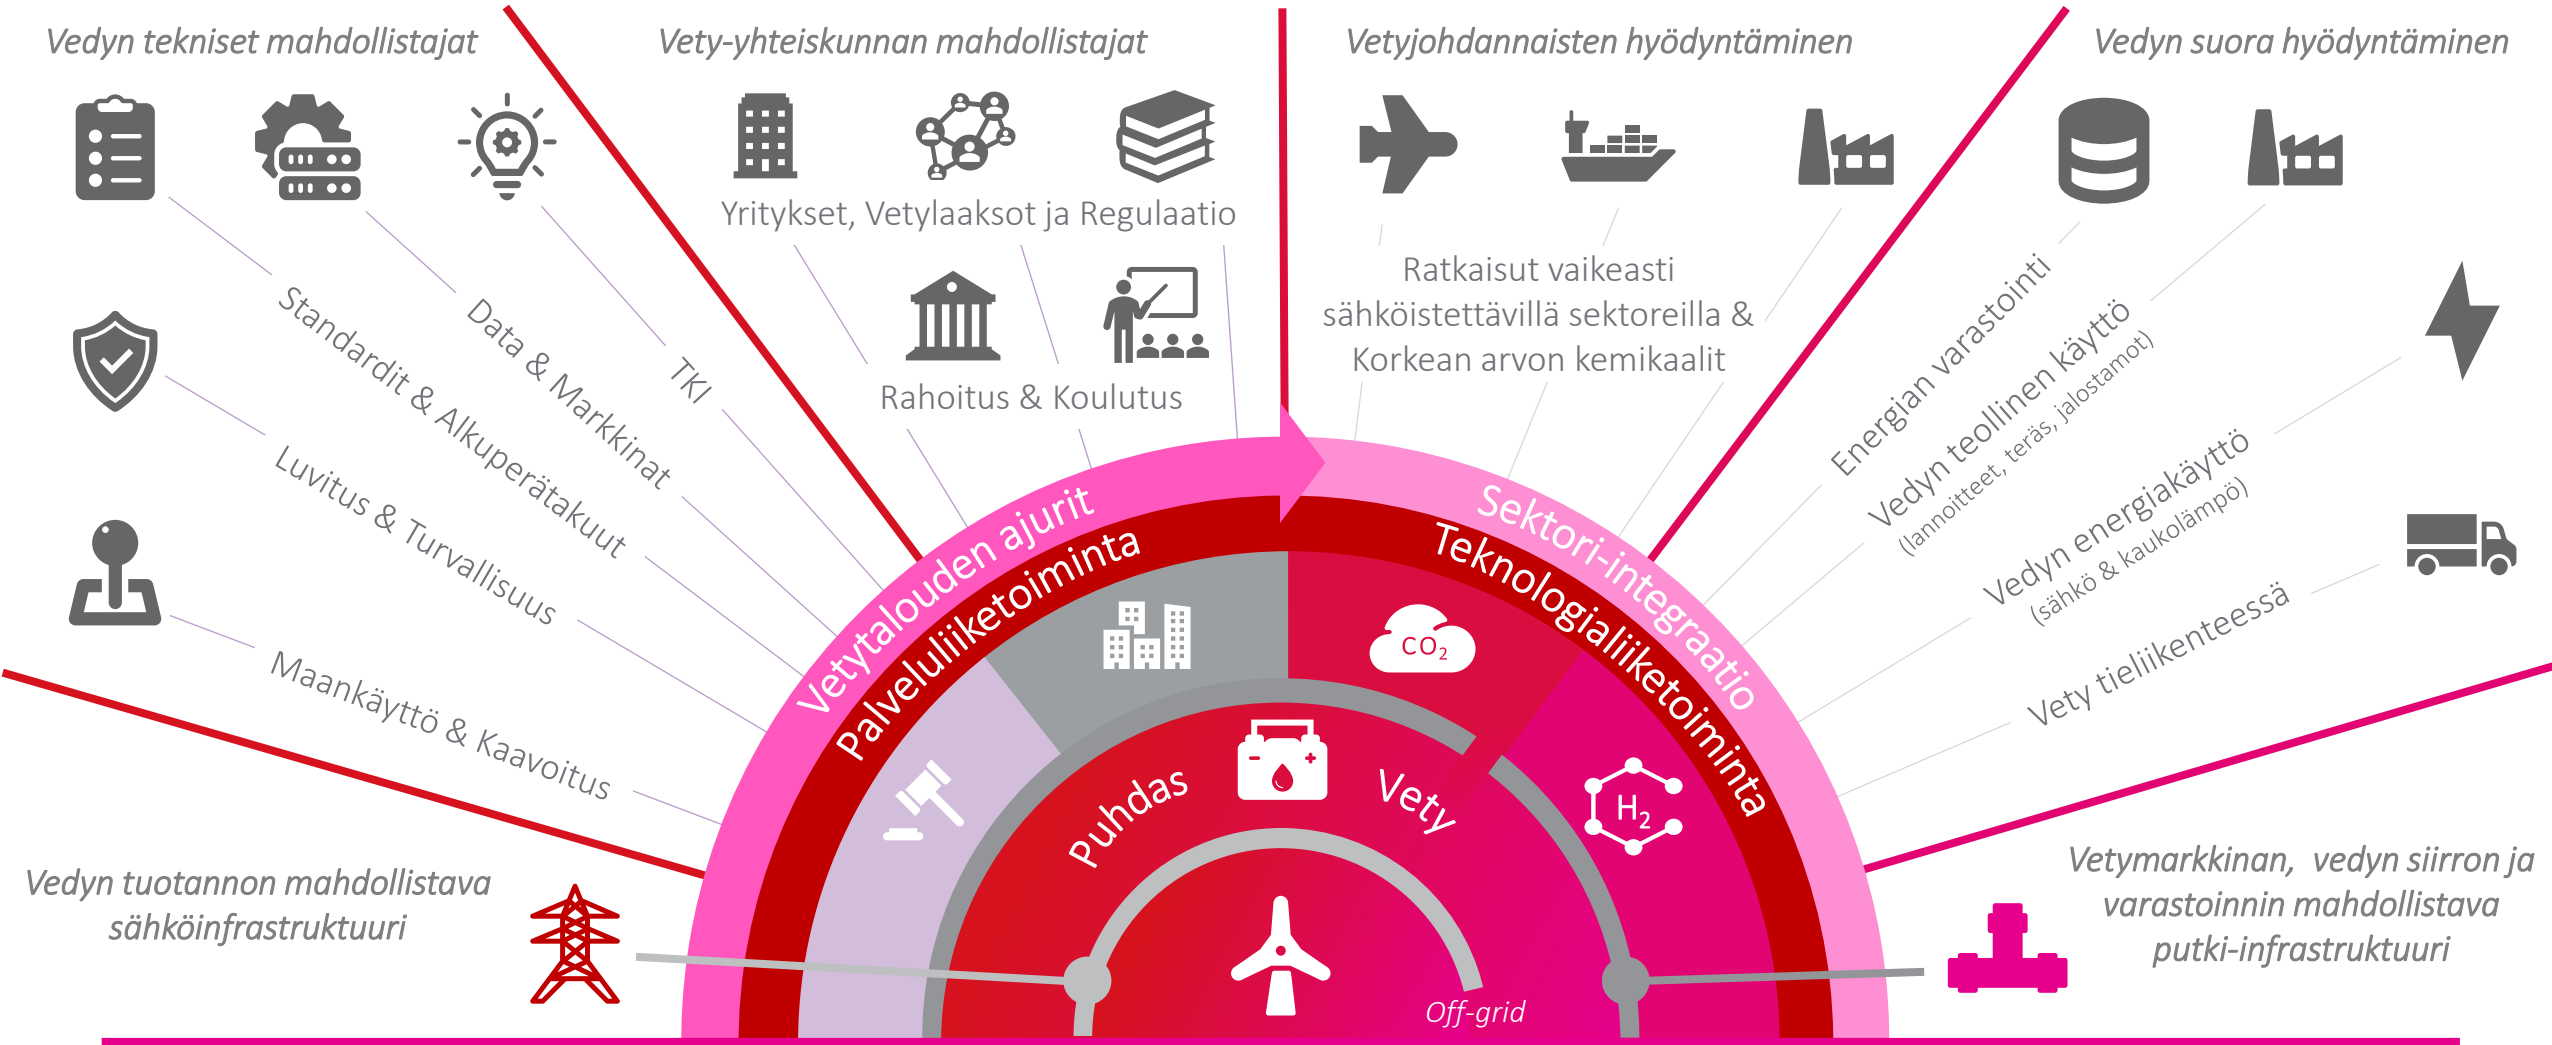 Vedyn tekniset mahdollistajat
Vety-yhteiskunnan mahdollistajat
Vetyjohdannaisten hyödyntäminen
Vedyn suora hyödyntäminen
Standardit & Alkuperätakuut
Data & Markkinat
TKI
Luvitus & Turvallisuus
Maankäyttö & Kaavoitus
Yritykset, Vetylaaksot ja Regulaatio
Rahoitus & Koulutus
Ratkaisut vaikeasti
sähköistettävillä sektoreilla &
Korkean arvon kemikaalit
Energian varastointi
Vedyn teollinen käyttö
(lannoitteet, teräs, jalostamot)
Vedyn energiakäyttö
(sähkö & kaukolämpö)
Vety tieliikenteessä
Vetytalouden ajurit
Sektori-integraatio
Palveluliiketoiminta
Teknologialiiketoiminta
CO2
H2
Puhdas
Vety
Off-grid
Vedyn tuotannon mahdollistava
sähköinfrastruktuuri
Vetymarkkinan, vedyn siirron ja
varastoinnin mahdollistava
putki-infrastruktuuri